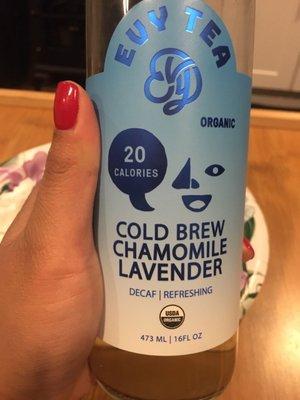 EVY TEA
ORGANIC
20
CALORIES
COLD BREW
CHAMOMILE
LAVENDER
DECAF | REFRESHING
USDA
ORGANIC
473 ML | 16FL OZ